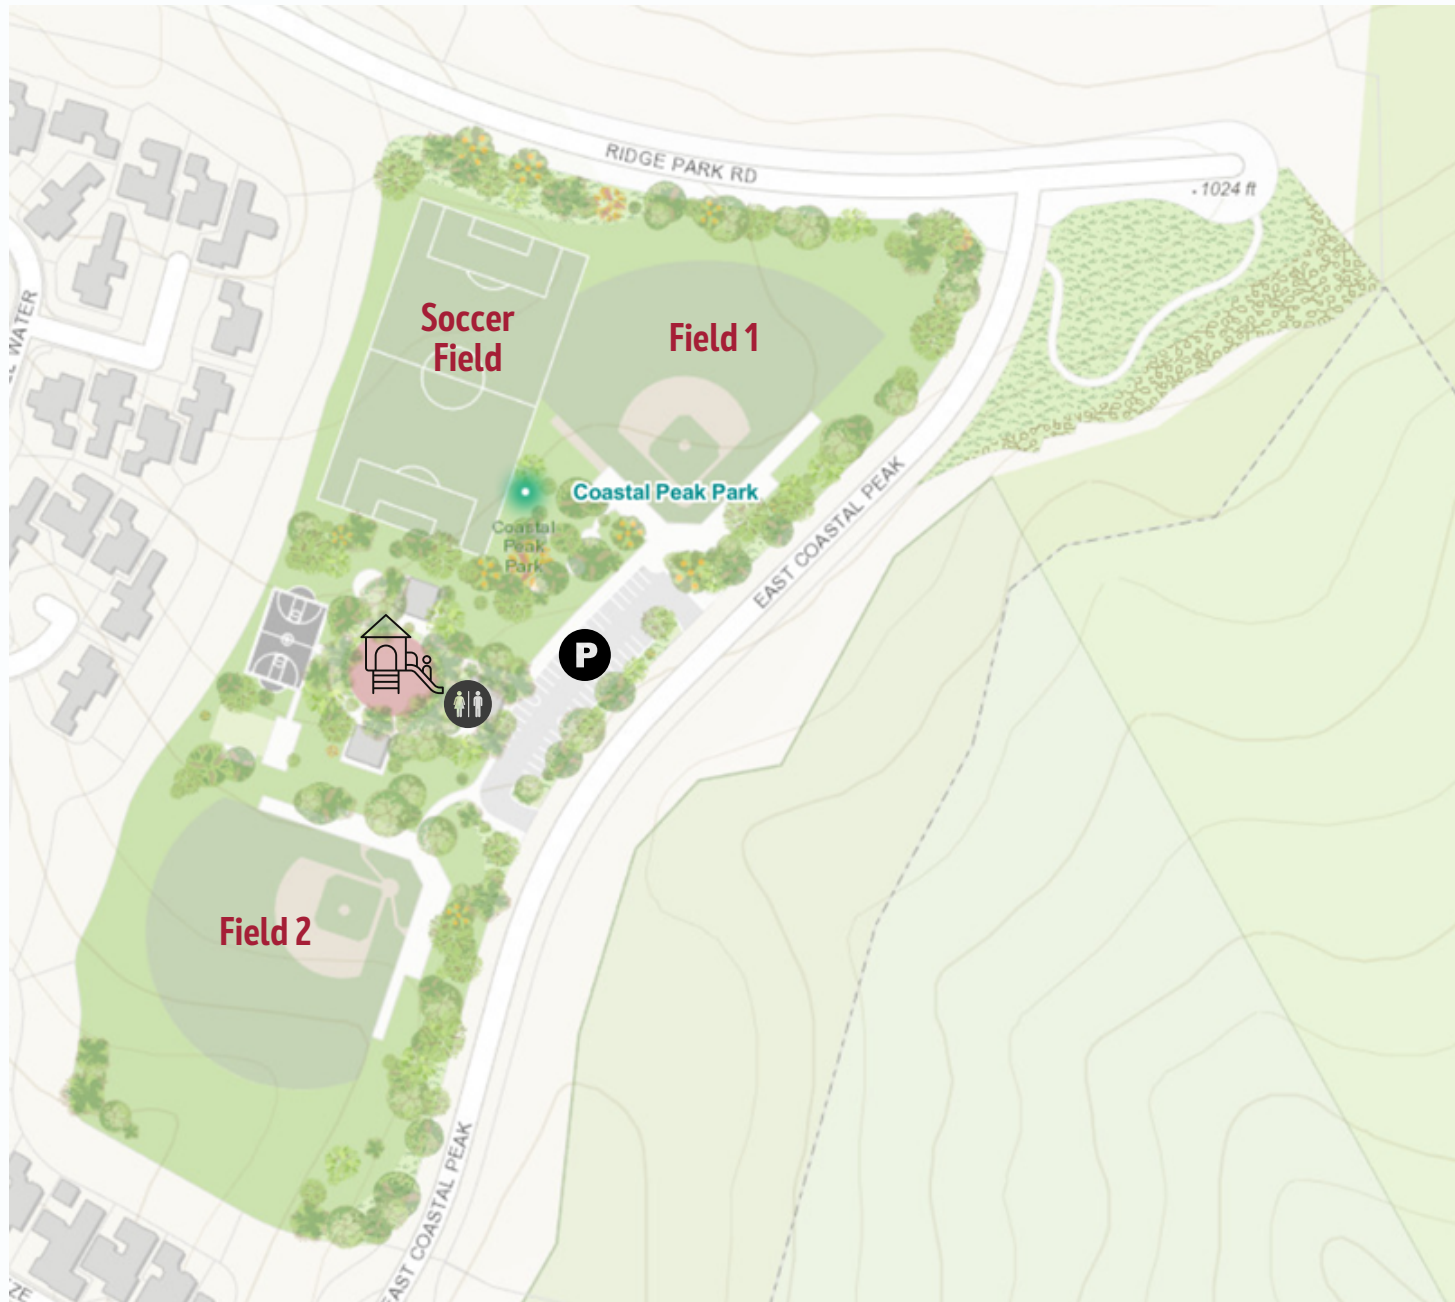 RIDGE PARK RD
1024 ft
Soccer
Field
Field 1
Coastal Peak Park
Coastal
Peak
Park
EAST COASTAL PEAK
P
Field 2
EAST COASTAL PEAK
WATER
ZE